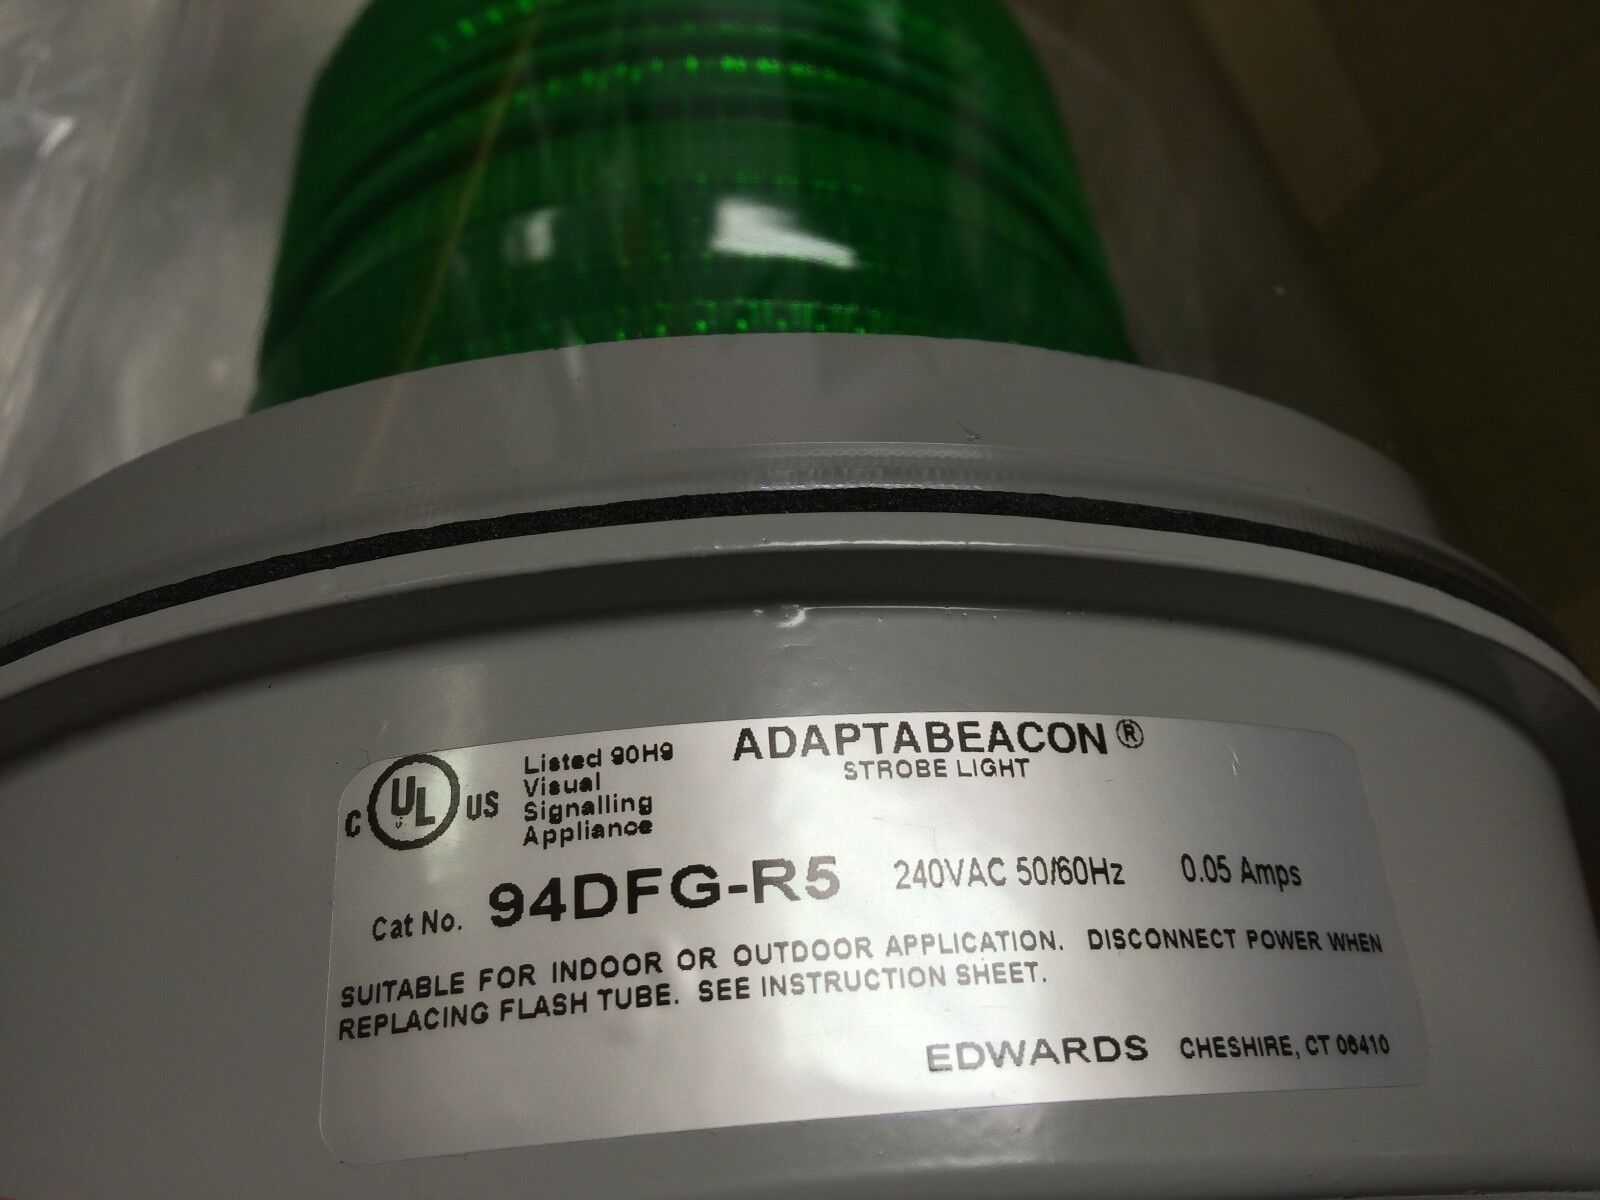 C UL US
Listed 90H9
Visual
Signalling
Appliance
ADAPTABEACON®
STROBE LIGHT
Cat No. 94DFG-R5 240VAC 50/60Hz 0.05 Amps
SUITABLE FOR INDOOR OR OUTDOOR APPLICATION. DISCONNECT POWER WHEN
REPLACING FLASH TUBE. SEE INSTRUCTION SHEET.
EDWARDS CHESHIRE, CT 06410